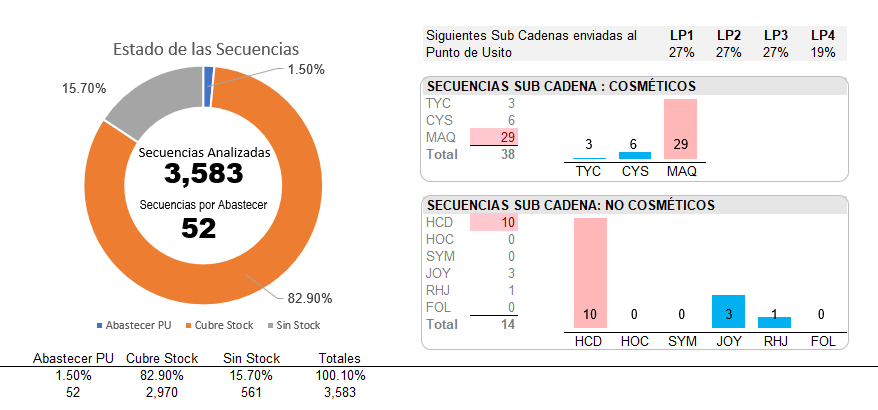 Estado de las Secuencias
1.50%
15.70%
Secuencias Analizadas
3,583
Secuencias por Abastecer
52
82.90%
Abastecer PU Cubre Stock Sin Stock
Abastecer PU Cubre Stock Sin Stock Totales
1.50% 82.90% 15.70% 100.10%
52 2,970 561 3,583
Siguientes Sub Cadenas enviadas al LP1 LP2 LP3 LP4
Punto de Usito 27% 27% 27% 19%
SECUENCIAS SUB CADENA : COSMÉTICOS
TYC 3
CYS 6
MAQ 29
Total 38
3 6 29
TYC CYS MAQ
SECUENCIAS SUB CADENA: NO COSMÉTICOS
HCD 10
HOC 0
SYM 0
JOY 3
RHJ 1
FOL 0
Total 14
10 0 0 3 1 0
HCD HOC SYM JOY RHJ FOL